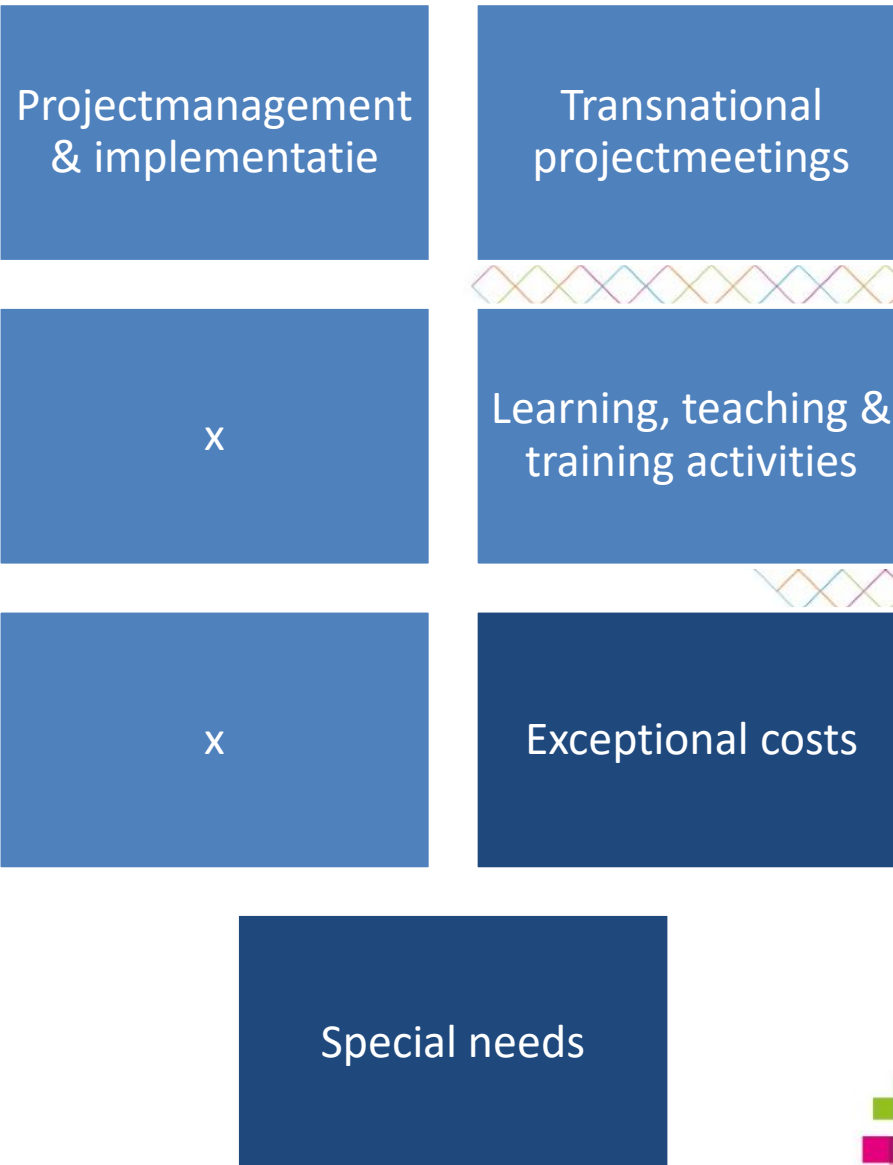 Projectmanagement
& implementatie
Transnational
projectmeetings
x
Learning, teaching &
training activities
x
Exceptional costs
Special needs